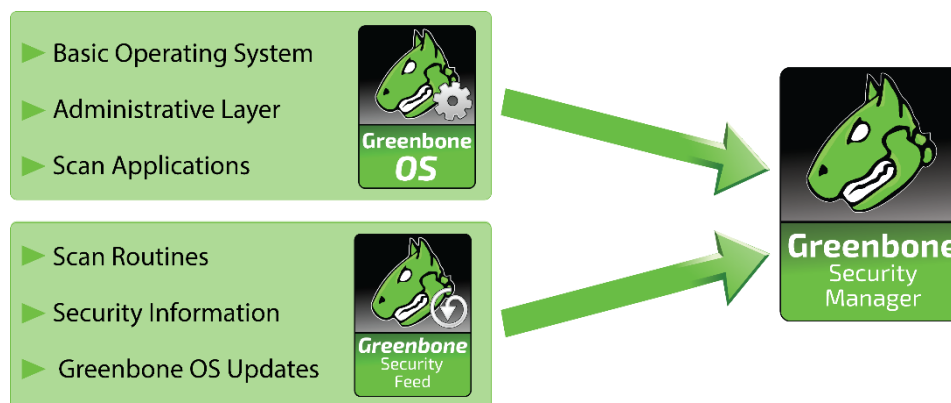 Basic Operating System
Administrative Layer
Scan Applications
Greenbone
OS
Scan Routines
Security Information
Greenbone OS Updates
Greenbone
Security
Feed
Greenbone
Security
Manager